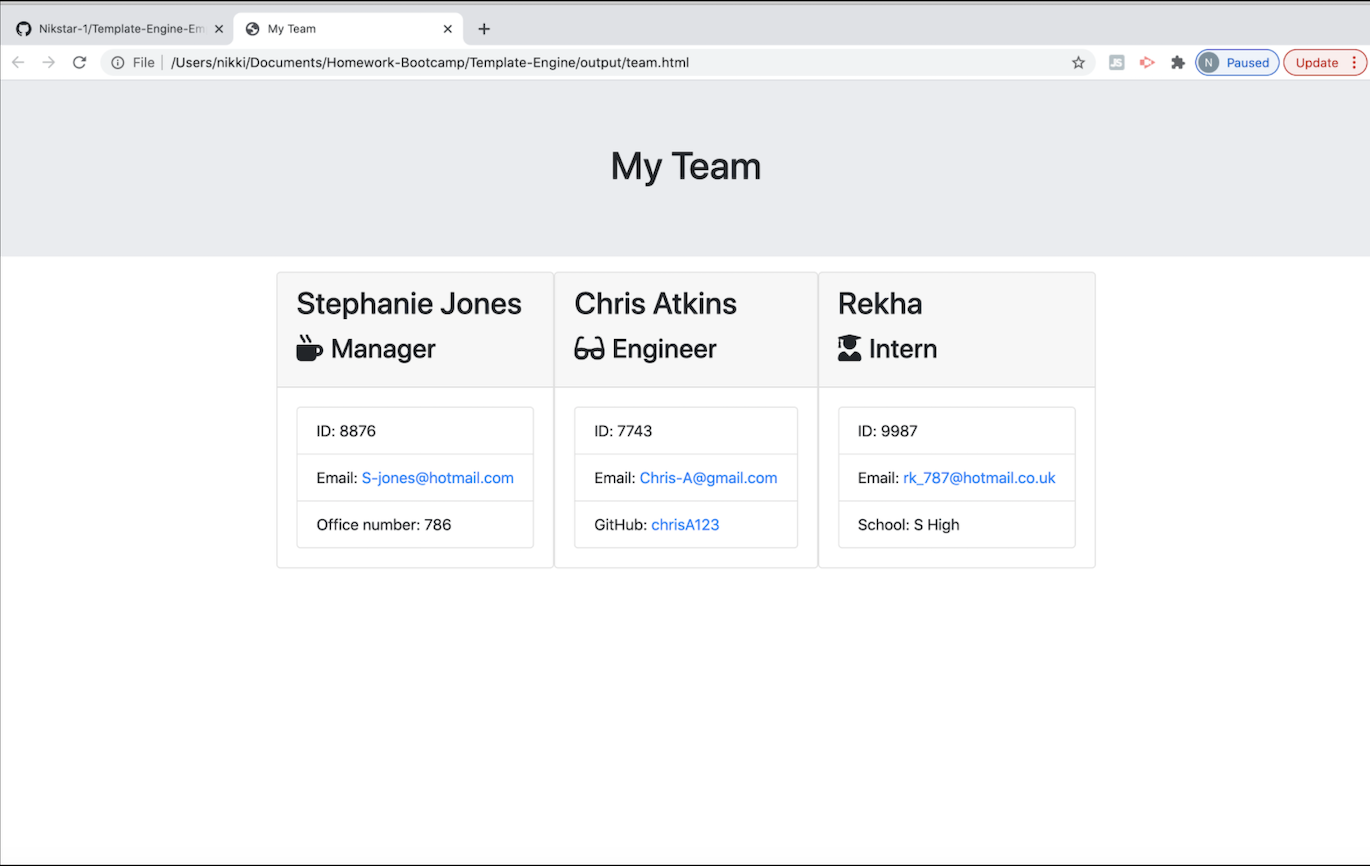 Nikstar-1/Template-Engine-Em
My Team
File
/Users/nikki/Documents/Homework-Bootcamp/Template-Engine/output/team.html
JS
N
Paused
Update
My Team
Stephanie Jones
Manager
ID: 8876
Email: S-jones@hotmail.com
Office number: 786
Chris Atkins
Engineer
ID: 7743
Email: Chris-A@gmail.com
GitHub: chrisA123
Rekha
Intern
ID: 9987
Email: rk_787@hotmail.co.uk
School: S High